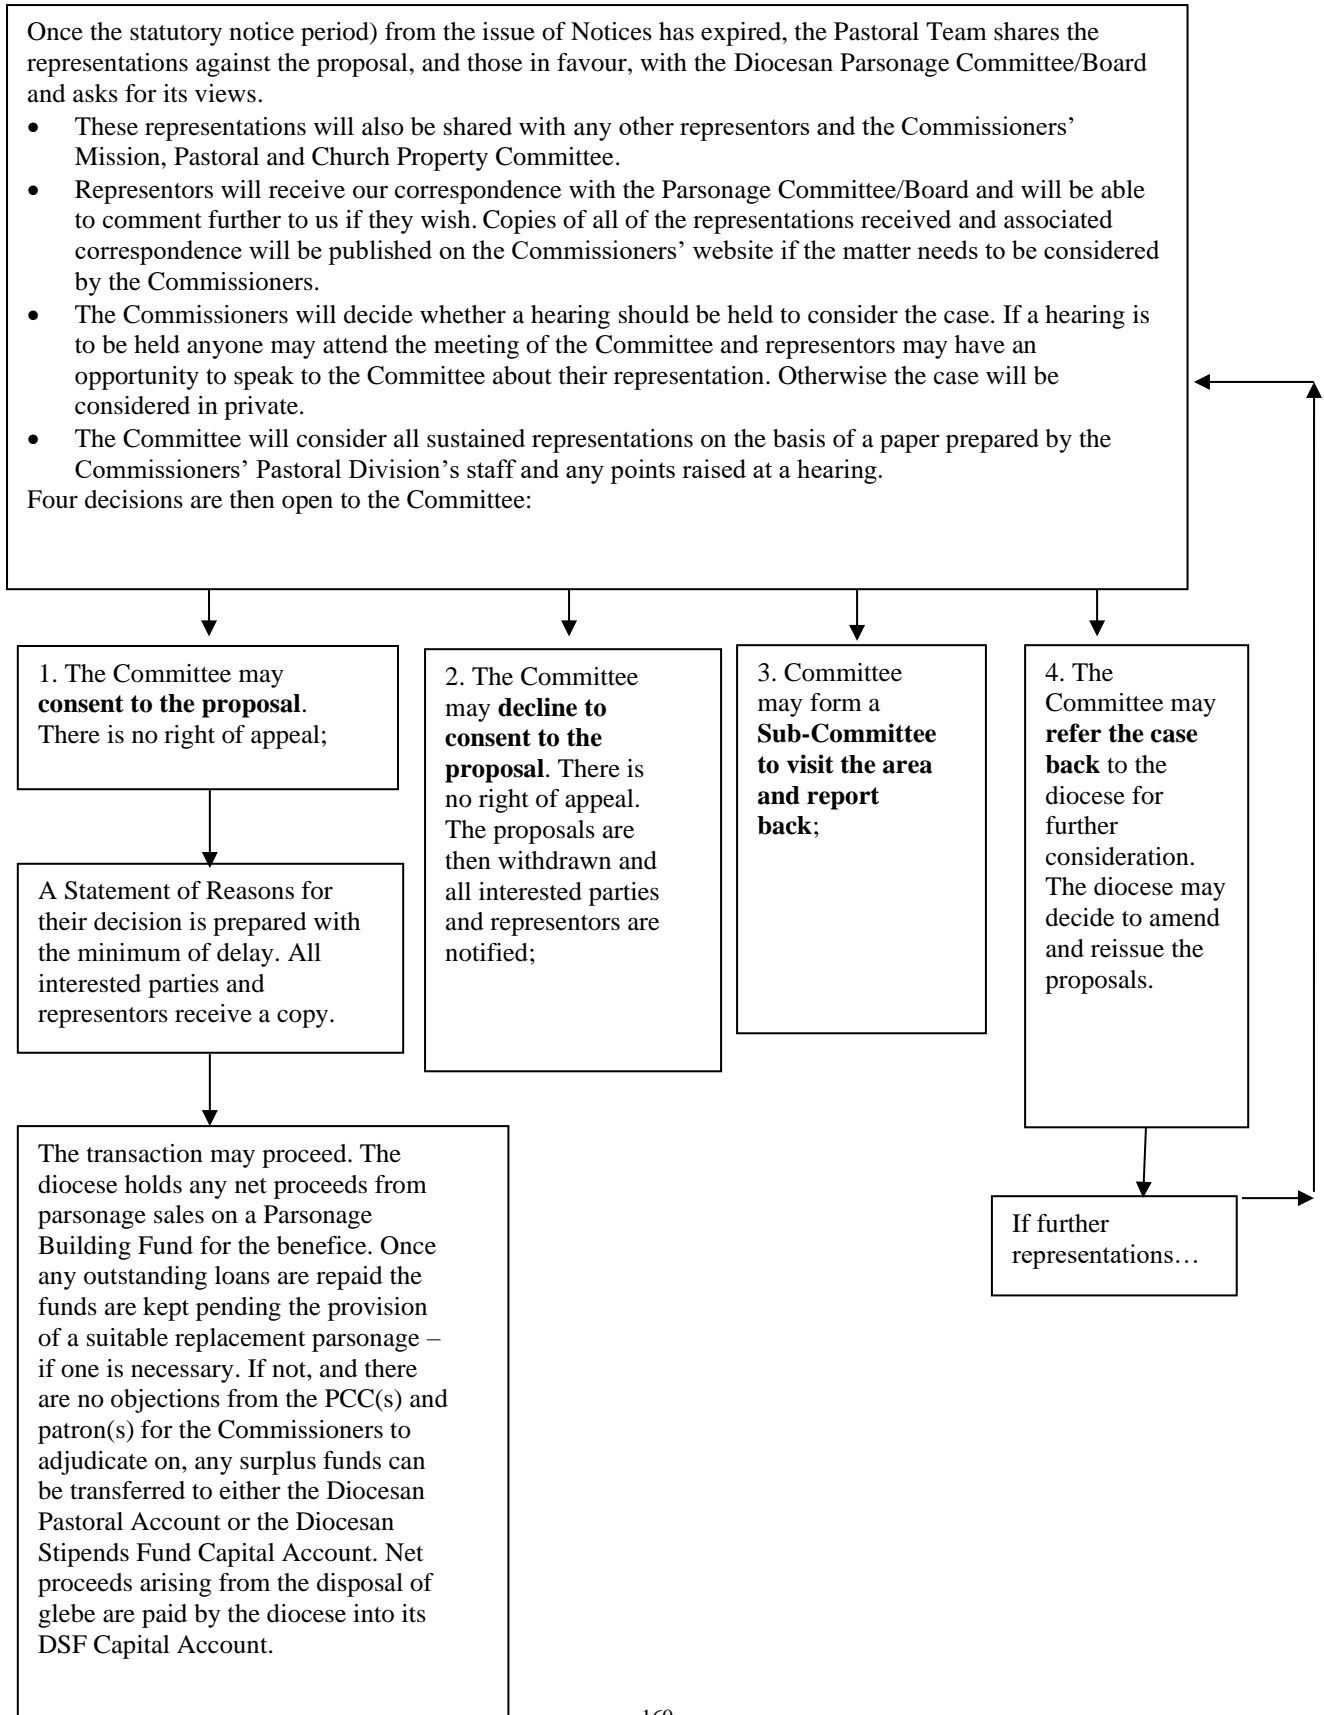 Once the statutory notice period) from the issue of Notices has expired, the Pastoral Team shares the
representations against the proposal, and those in favour, with the Diocesan Parsonage Committee/Board
and asks for its views.
• These representations will also be shared with any other representors and the Commissioners’
Mission, Pastoral and Church Property Committee.
• Representors will receive our correspondence with the Parsonage Committee/Board and will be able
to comment further to us if they wish. Copies of all of the representations received and associated
correspondence will be published on the Commissioners’ website if the matter needs to be considered
by the Commissioners.
• The Commissioners will decide whether a hearing should be held to consider the case. If a hearing is
to be held anyone may attend the meeting of the Committee and representors may have an
opportunity to speak to the Committee about their representation. Otherwise the case will be
considered in private.
• The Committee will consider all sustained representations on the basis of a paper prepared by the
Commissioners’ Pastoral Division’s staff and any points raised at a hearing.
Four decisions are then open to the Committee:
1. The Committee may
consent to the proposal.
There is no right of appeal;
A Statement of Reasons for
their decision is prepared with
the minimum of delay. All
interested parties and
representors receive a copy.
The transaction may proceed. The
diocese holds any net proceeds from
parsonage sales on a Parsonage
Building Fund for the benefice. Once
any outstanding loans are repaid the
funds are kept pending the provision
of a suitable replacement parsonage –
if one is necessary. If not, and there
are no objections from the PCC(s) and
patron(s) for the Commissioners to
adjudicate on, any surplus funds can
be transferred to either the Diocesan
Pastoral Account or the Diocesan
Stipends Fund Capital Account. Net
proceeds arising from the disposal of
glebe are paid by the diocese into its
DSF Capital Account.
2. The Committee
may decline to
consent to the
proposal. There is
no right of appeal.
The proposals are
then withdrawn and
all interested parties
and representors are
notified;
3. Committee
may form a
Sub-Committee
to visit the area
and report
back;
4. The
Committee may
refer the case
back to the
diocese for
further
consideration.
The diocese may
decide to amend
and reissue the
proposals.
If further
representations…